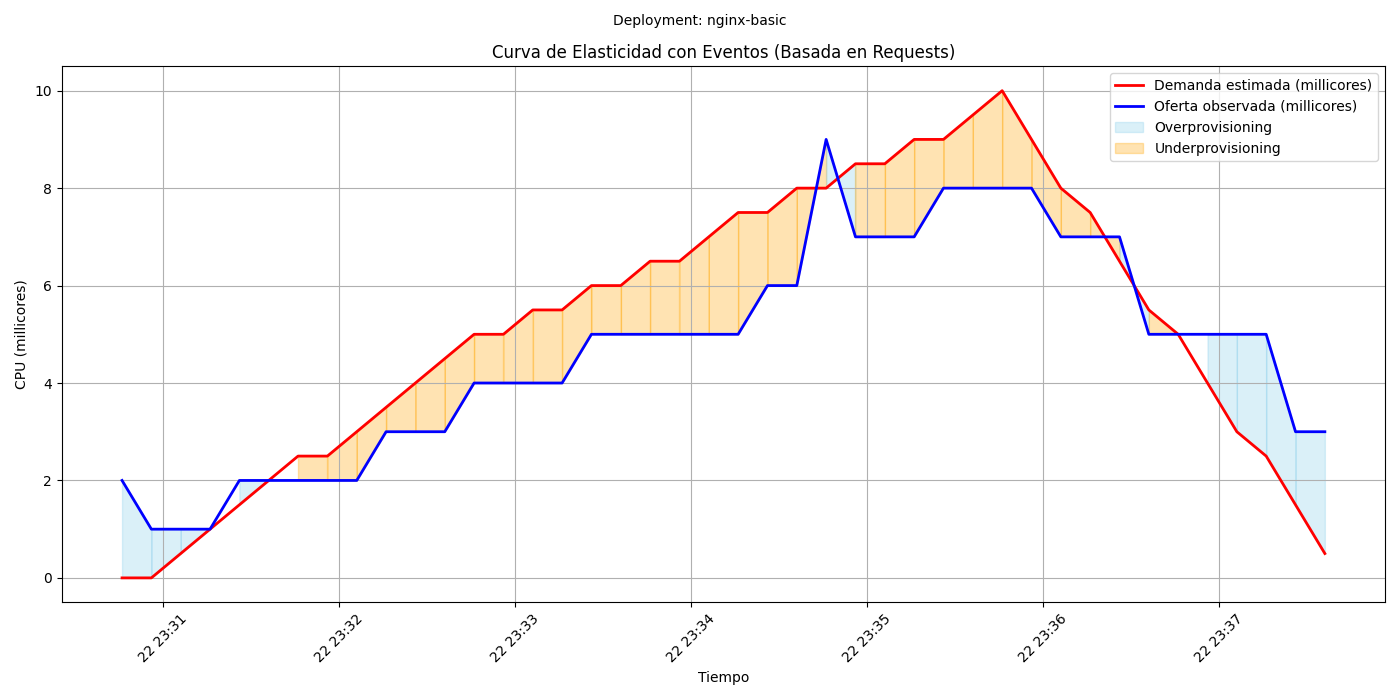 Deployment: nginx-basic
Curva de Elasticidad con Eventos (Basada en Requests)
Demanda estimada (millicores)
Oferta observada (millicores)
Overprovisioning
Underprovisioning
CPU (millicores)
10
8
6
4
2
0
22 23:31
22 23:32
22 23:33
22 23:34
22 23:35
22 23:36
22 23:37
Tiempo